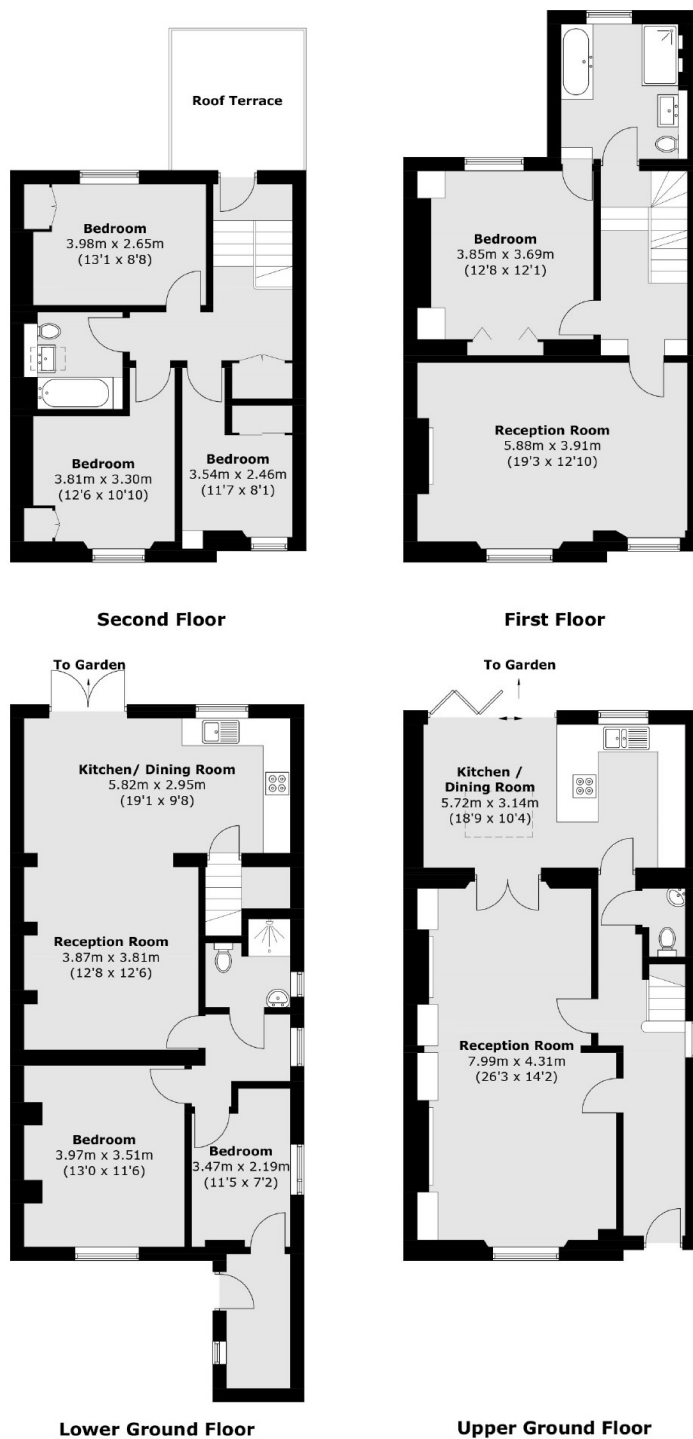 Roof Terrace
Bedroom
3.98m x 2.65m
(13'1 x 8'8)
Bedroom
3.81m x 3.30m
(12'6 x 10'10)
Bedroom
3.54m x 2.46m
(11'7 x 8'1)
Second Floor
Bedroom
3.85m x 3.69m
(12'8 x 12'1)
Reception Room
5.88m x 3.91m
(19'3 x 12'10)
First Floor
To Garden
Kitchen/ Dining Room
5.82m x 2.95m
(19'1 x 9'8)
Reception Room
3.87m x 3.81m
(12'8 x 12'6)
Bedroom
3.97m x 3.51m
(13'0 x 11'6)
Bedroom
3.47m x 2.19m
(11'5 x 7'2)
Lower Ground Floor
To Garden
Kitchen /
Dining Room
5.72m x 3.14m
(18'9 x 10'4)
Reception Room
7.99m x 4.31m
(26'3 x 14'2)
Upper Ground Floor